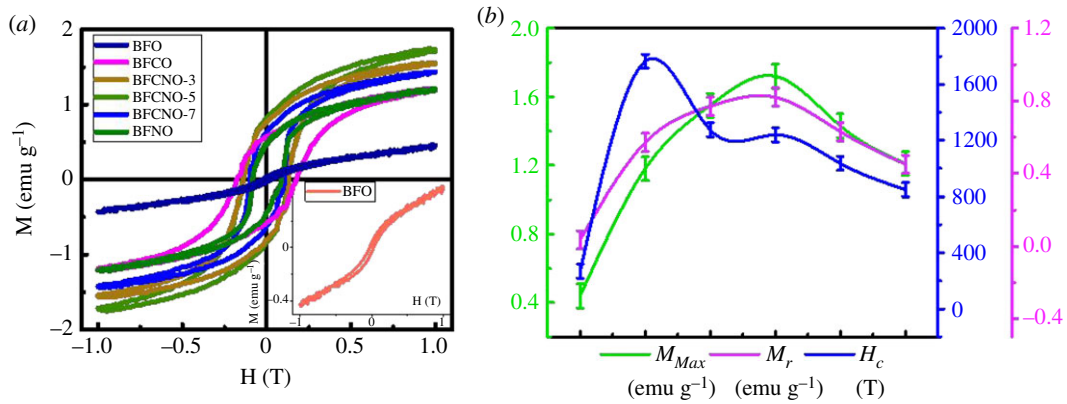 (a)
2
1
0
–1
–2
M (emu g–1)
BFO
BFCO
BFCNO-3
BFCNO-5
BFCNO-7
BFNO
BFO
0
−0.4
M (emu g–1)
H (T)
−1
0
1
–1.0
–0.5
0
0.5
1.0
H (T)
(b)
2.0
1.6
1.2
0.8
0.4
2000
1600
1200
800
400
0
1.2
0.8
0.4
0.0
–0.4
MMax
(emu g–1)
Mr
(emu g–1)
Hc
(T)